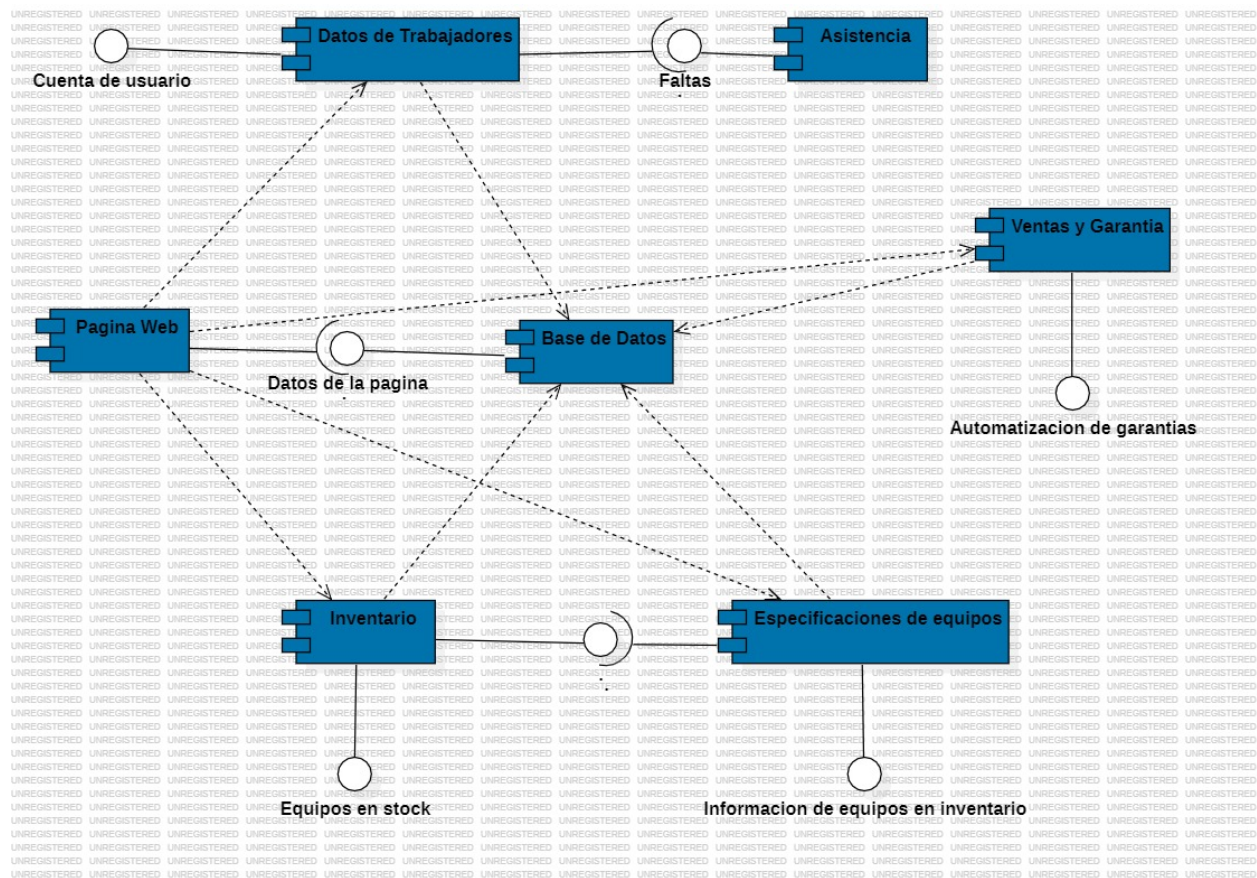 Datos de Trabajadores
Asistencia
Cuenta de usuario
Faltas
Ventas y Garantia
Pagina Web
Base de Datos
Datos de la pagina
Automatizacion de garantias
Inventario
Especificaciones de equipos
Equipos en stock
Informacion de equipos en inventario
UNREGISTERED